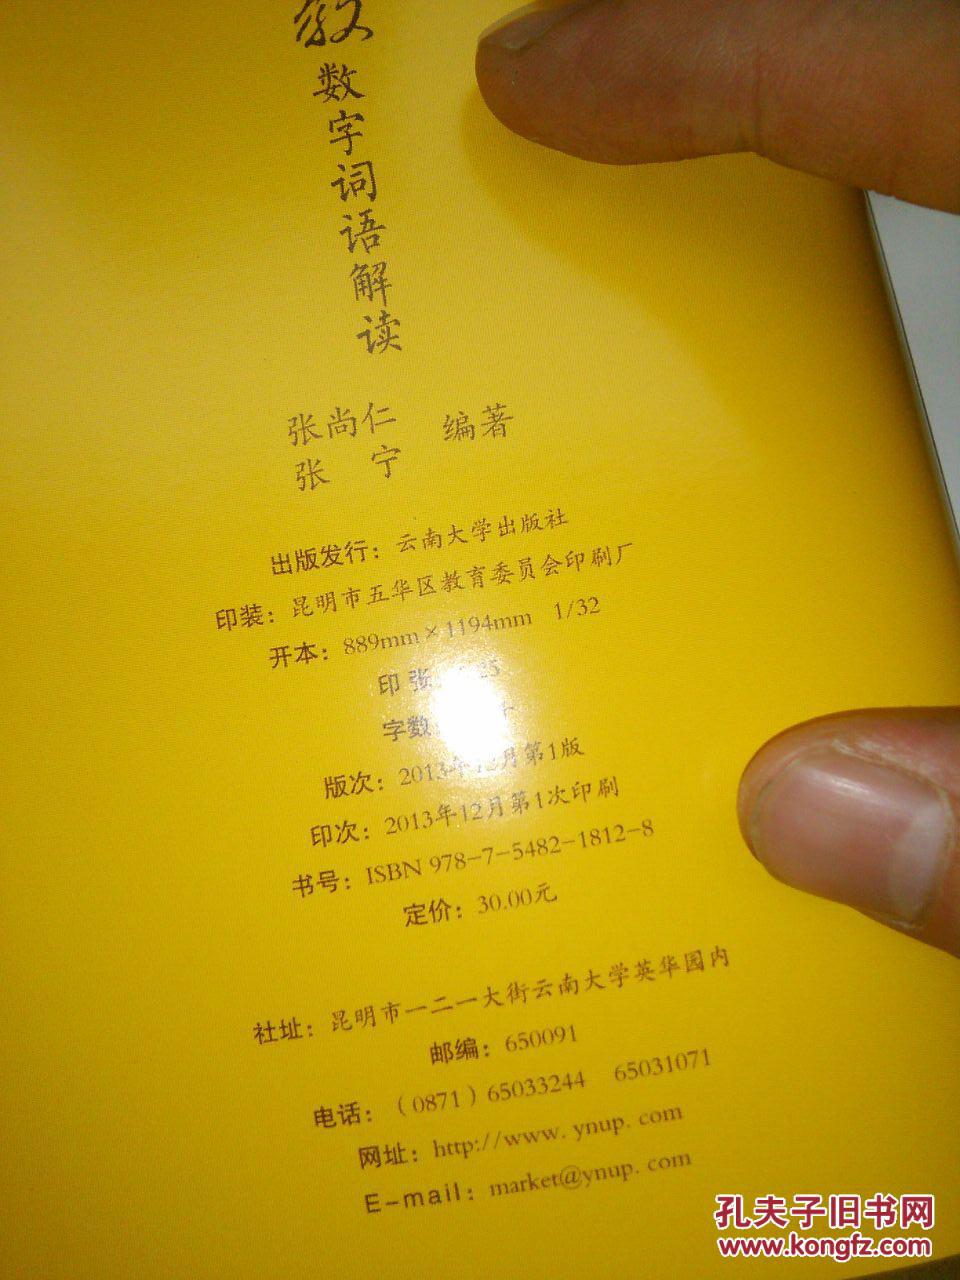 教
数字词语解读
张尚仁
张 宁 编著
出版发行：云南大学出版社
印装：昆明市五华区教育委员会印刷厂
开本：889mm×1194mm 1/32
印 张
字数
版次：2013年12月第1版
印次：2013年12月第1次印刷
书号：ISBN 978-7-5482-1812-8
定价：30.00元
社址：昆明市一二一大街云南大学英华园内
邮编：650091
电话：（0871）65033244 65031071
网址：http://www. ynup. com
E-mail：market@ynup. com
孔夫子旧书网
www.kongfz.com